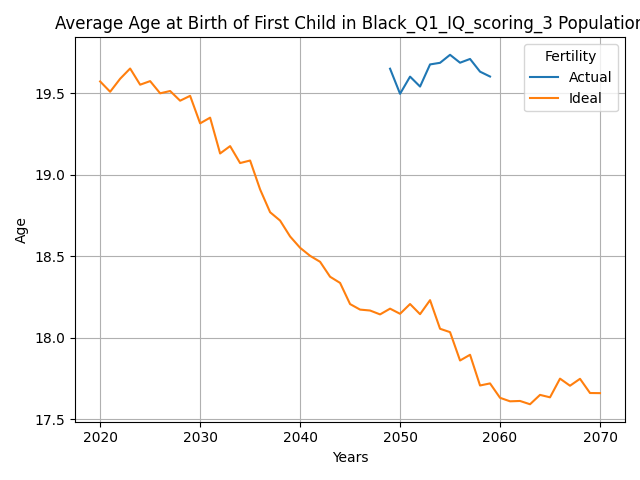 Average Age at Birth of First Child in Black_Q1_IQ_scoring_3 Population
Fertility
Actual
Ideal
19.5
19.0
18.5
18.0
17.5
Age
2020 2030 2040 2050 2060 2070
Years